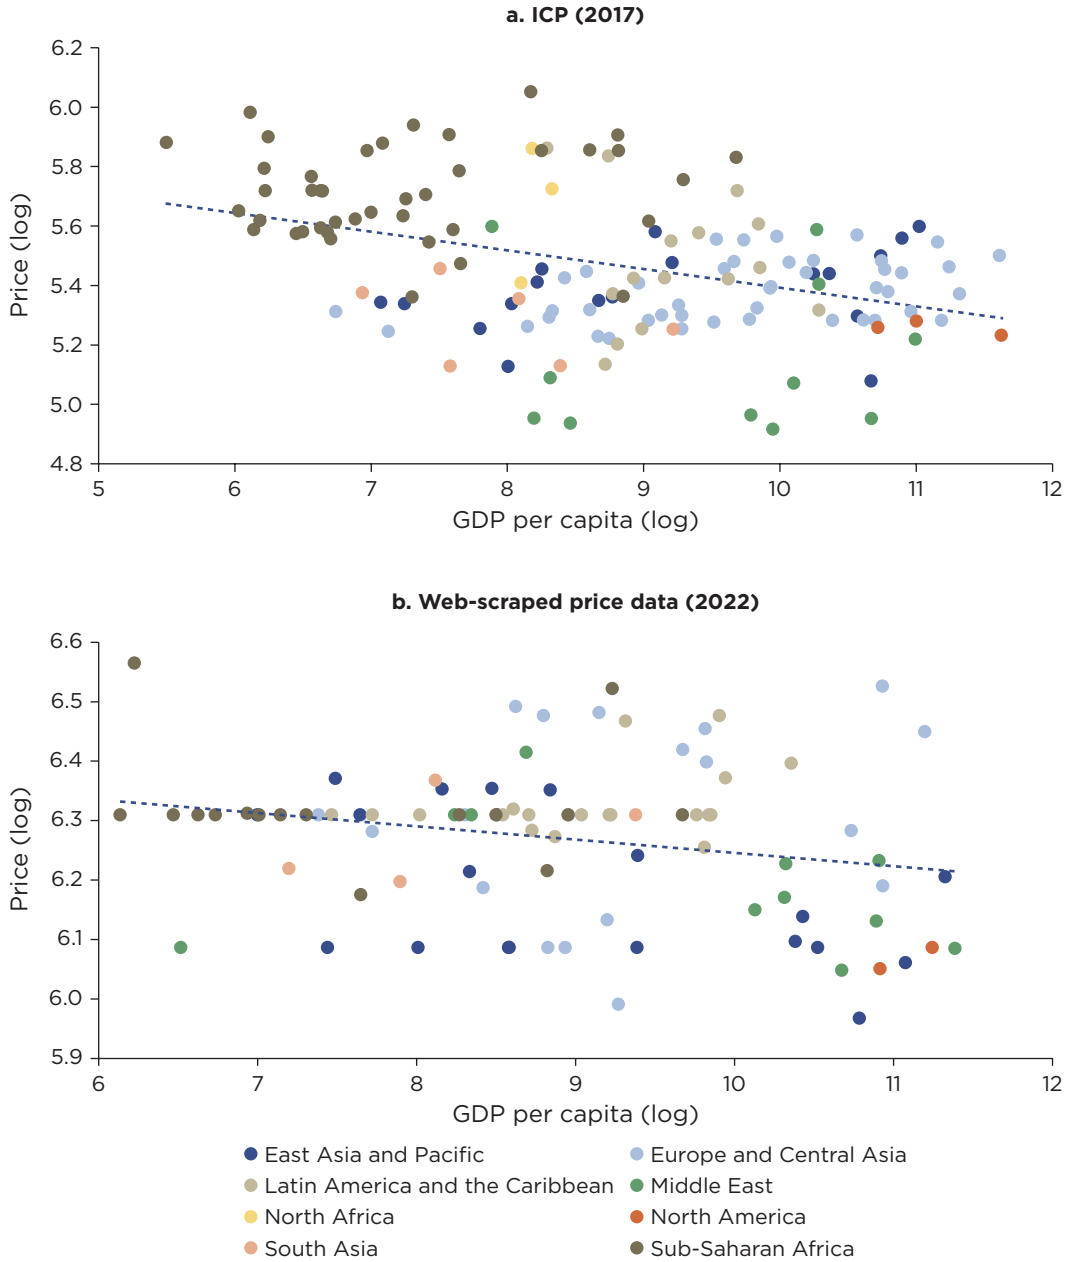 a. ICP (2017)
6.2
6.0
5.8
5.6
5.4
5.2
5.0
4.8
Price (log)
5 6 7 8 9 10 11 12
GDP per capita (log)
b. Web-scraped price data (2022)
6.6
6.5
6.4
6.3
6.2
6.1
6.0
5.9
Price (log)
6 7 8 9 10 11 12
GDP per capita (log)
East Asia and Pacific Europe and Central Asia
Latin America and the Caribbean Middle East
North Africa North America
South Asia Sub-Saharan Africa